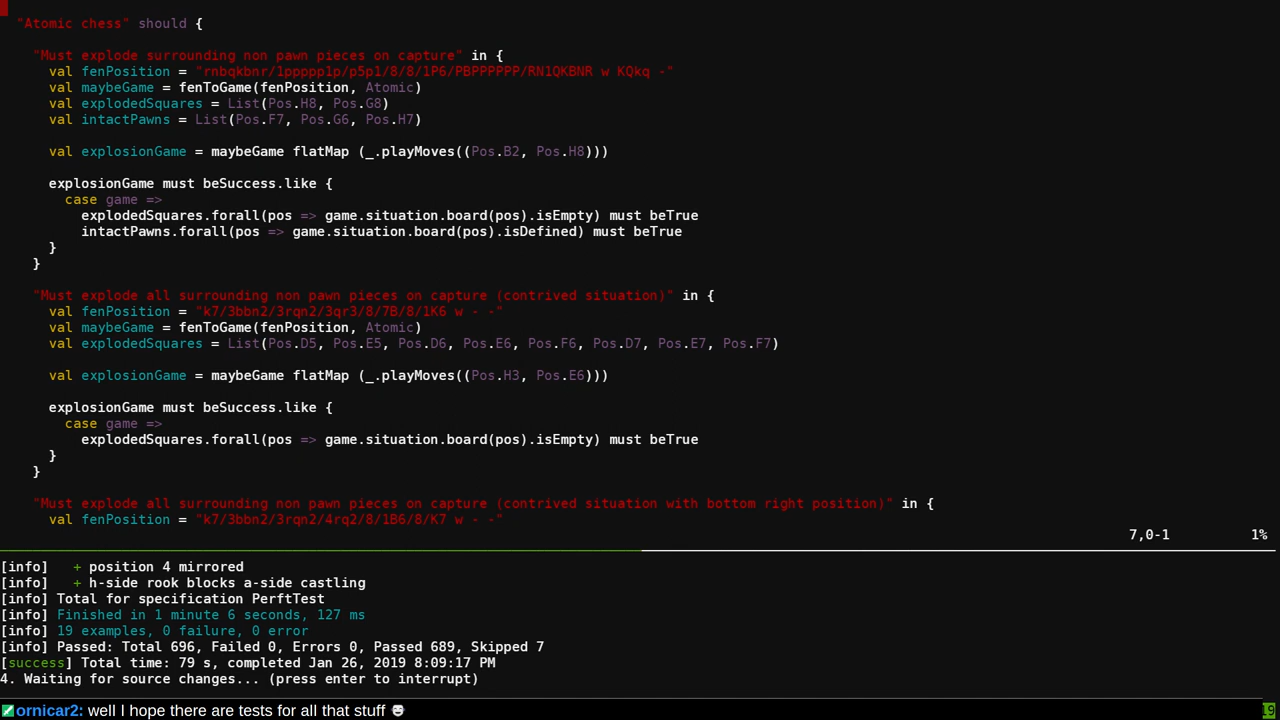 "Atomic chess" should {
"Must explode surrounding non pawn pieces on capture" in {
val fenPosition = "rnbqkbnr/1ppppp1p/p5p1/8/8/1P6/PBPPPPPP/RN1QKBNR w KQkq -"
val maybeGame = fenToGame(fenPosition, Atomic)
val explodedSquares = List(Pos.H8, Pos.G8)
val intactPawns = List(Pos.F7, Pos.G6, Pos.H7)
val explosionGame = maybeGame flatMap (_.playMoves((Pos.B2, Pos.H8)))
explosionGame must beSuccess.like {
case game =>
explodedSquares.forall(pos => game.situation.board(pos).isEmpty) must beTrue
intactPawns.forall(pos => game.situation.board(pos).isDefined) must beTrue
}
}
"Must explode all surrounding non pawn pieces on capture (contrived situation)" in {
val fenPosition = "k7/3bbn2/3rqn2/3qr3/8/7B/8/1K6 w - -"
val maybeGame = fenToGame(fenPosition, Atomic)
val explodedSquares = List(Pos.D5, Pos.E5, Pos.D6, Pos.E6, Pos.F6, Pos.D7, Pos.E7, Pos.F7)
val explosionGame = maybeGame flatMap (_.playMoves((Pos.H3, Pos.E6)))
explosionGame must beSuccess.like {
case game =>
explodedSquares.forall(pos => game.situation.board(pos).isEmpty) must beTrue
}
}
"Must explode all surrounding non pawn pieces on capture (contrived situation with bottom right position)" in {
val fenPosition = "k7/3bbn2/3rqn2/4rq2/8/1B6/8/K7 w - -"
7,0-1 1%
[info] + position 4 mirrored
[info] + h-side rook blocks a-side castling
[info] Total for specification PerftTest
[info] Finished in 1 minute 6 seconds, 127 ms
[info] 19 examples, 0 failure, 0 error
[info] Passed: Total 696, Failed 0, Errors 0, Passed 689, Skipped 7
[success] Total time: 79 s, completed Jan 26, 2019 8:09:17 PM
4. Waiting for source changes... (press enter to interrupt)
ornicar2: well I hope there are tests for all that stuff